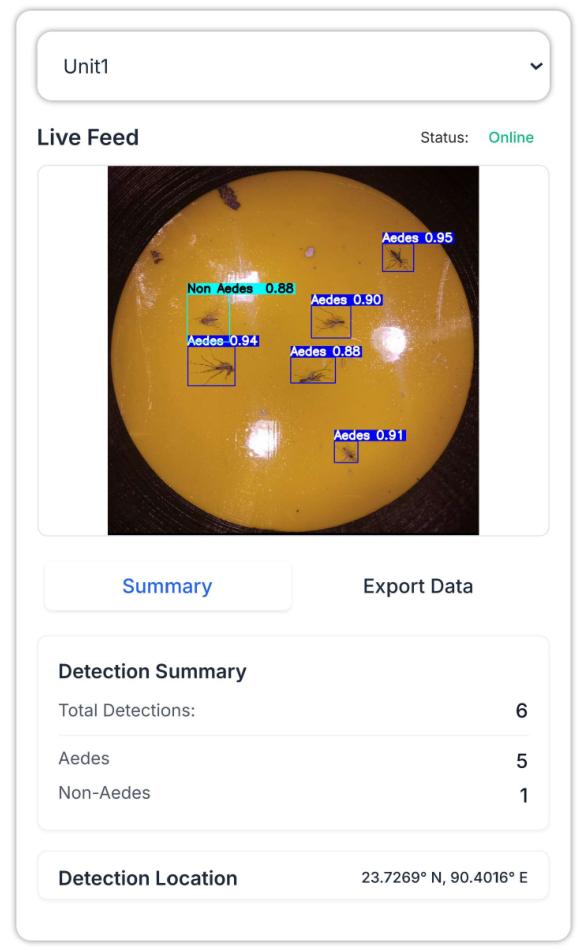 Unit1
Live Feed Status: Online
Aedes 0.95
Non Aedes 0.88
Aedes 0.90
Aedes 0.94
Aedes 0.88
Aedes 0.91
Summary Export Data
Detection Summary
Total Detections: 6
Aedes 5
Non-Aedes 1
Detection Location 23.7269° N, 90.4016° E